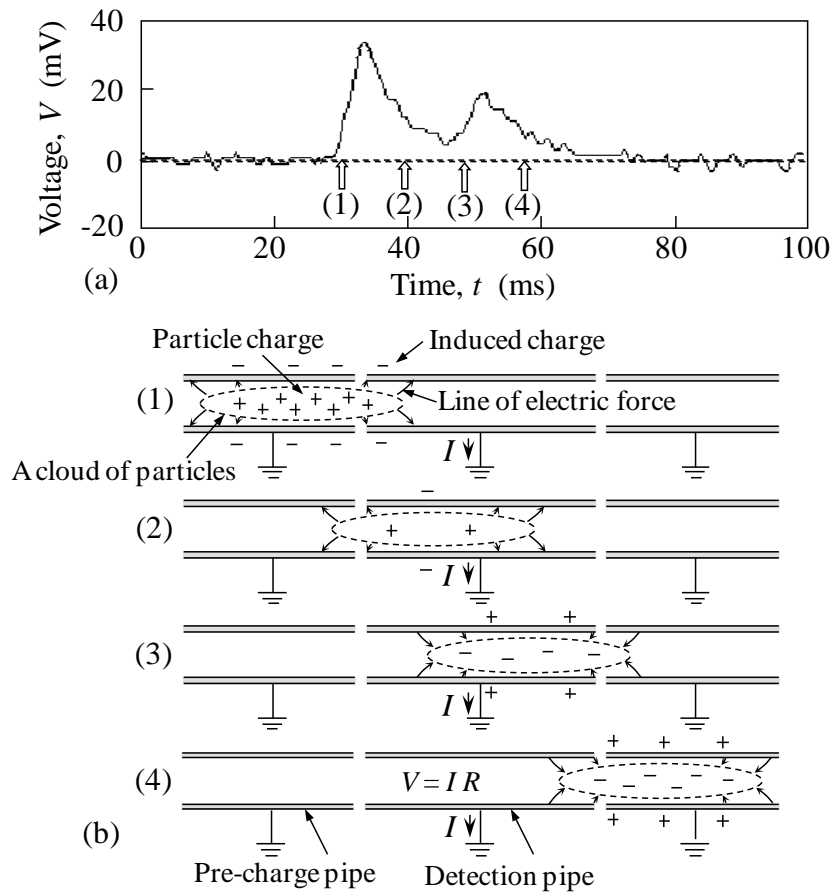 40
20
0
-20
Voltage, V (mV)
(1) (2) (3) (4)
0 20 40 60 80 100
(a) Time, t (ms)
Particle charge Induced charge
− − − −
(1) + + + + + + + + + Line of electric force
− − − −
A cloud of particles I
−
(2) + +
− I
+ +
(3) − − − −
I + +
+ + +
(4) V = I R − − − − − −
(b) I + + +
Pre-charge pipe Detection pipe